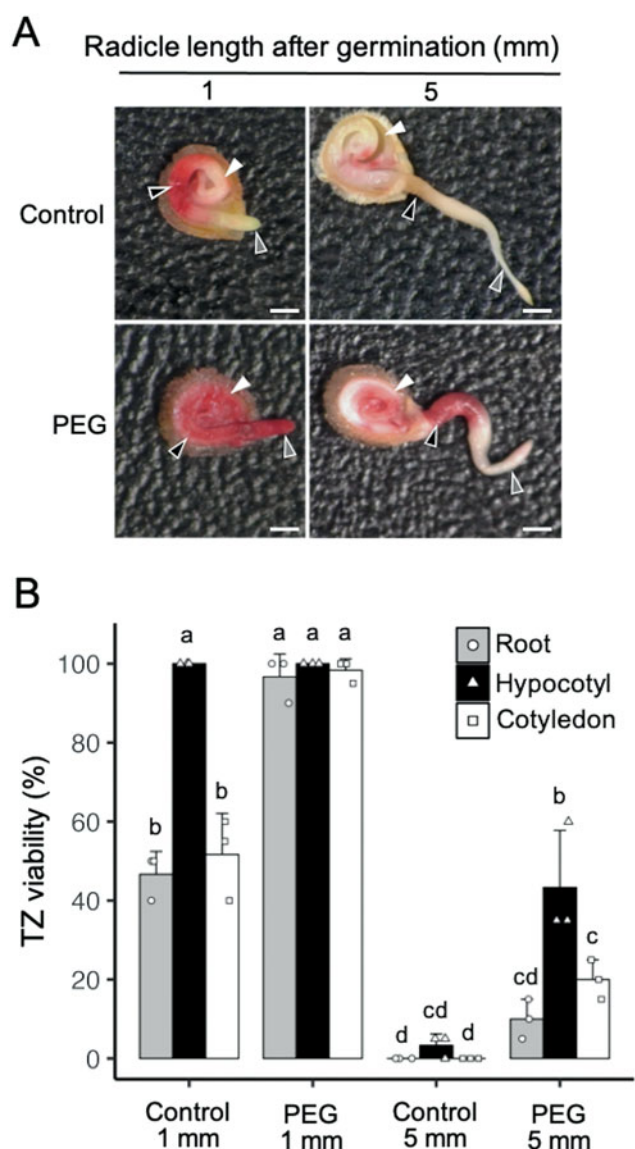 A
Radicle length after germination (mm)
1 5
Control
PEG
B
a
a a a
b b
b
c
cd
cd
d d
Root
Hypocotyl
Cotyledon
TZ viability (%)
100
80
60
40
20
0
Control PEG Control PEG
1 mm 1 mm 5 mm 5 mm